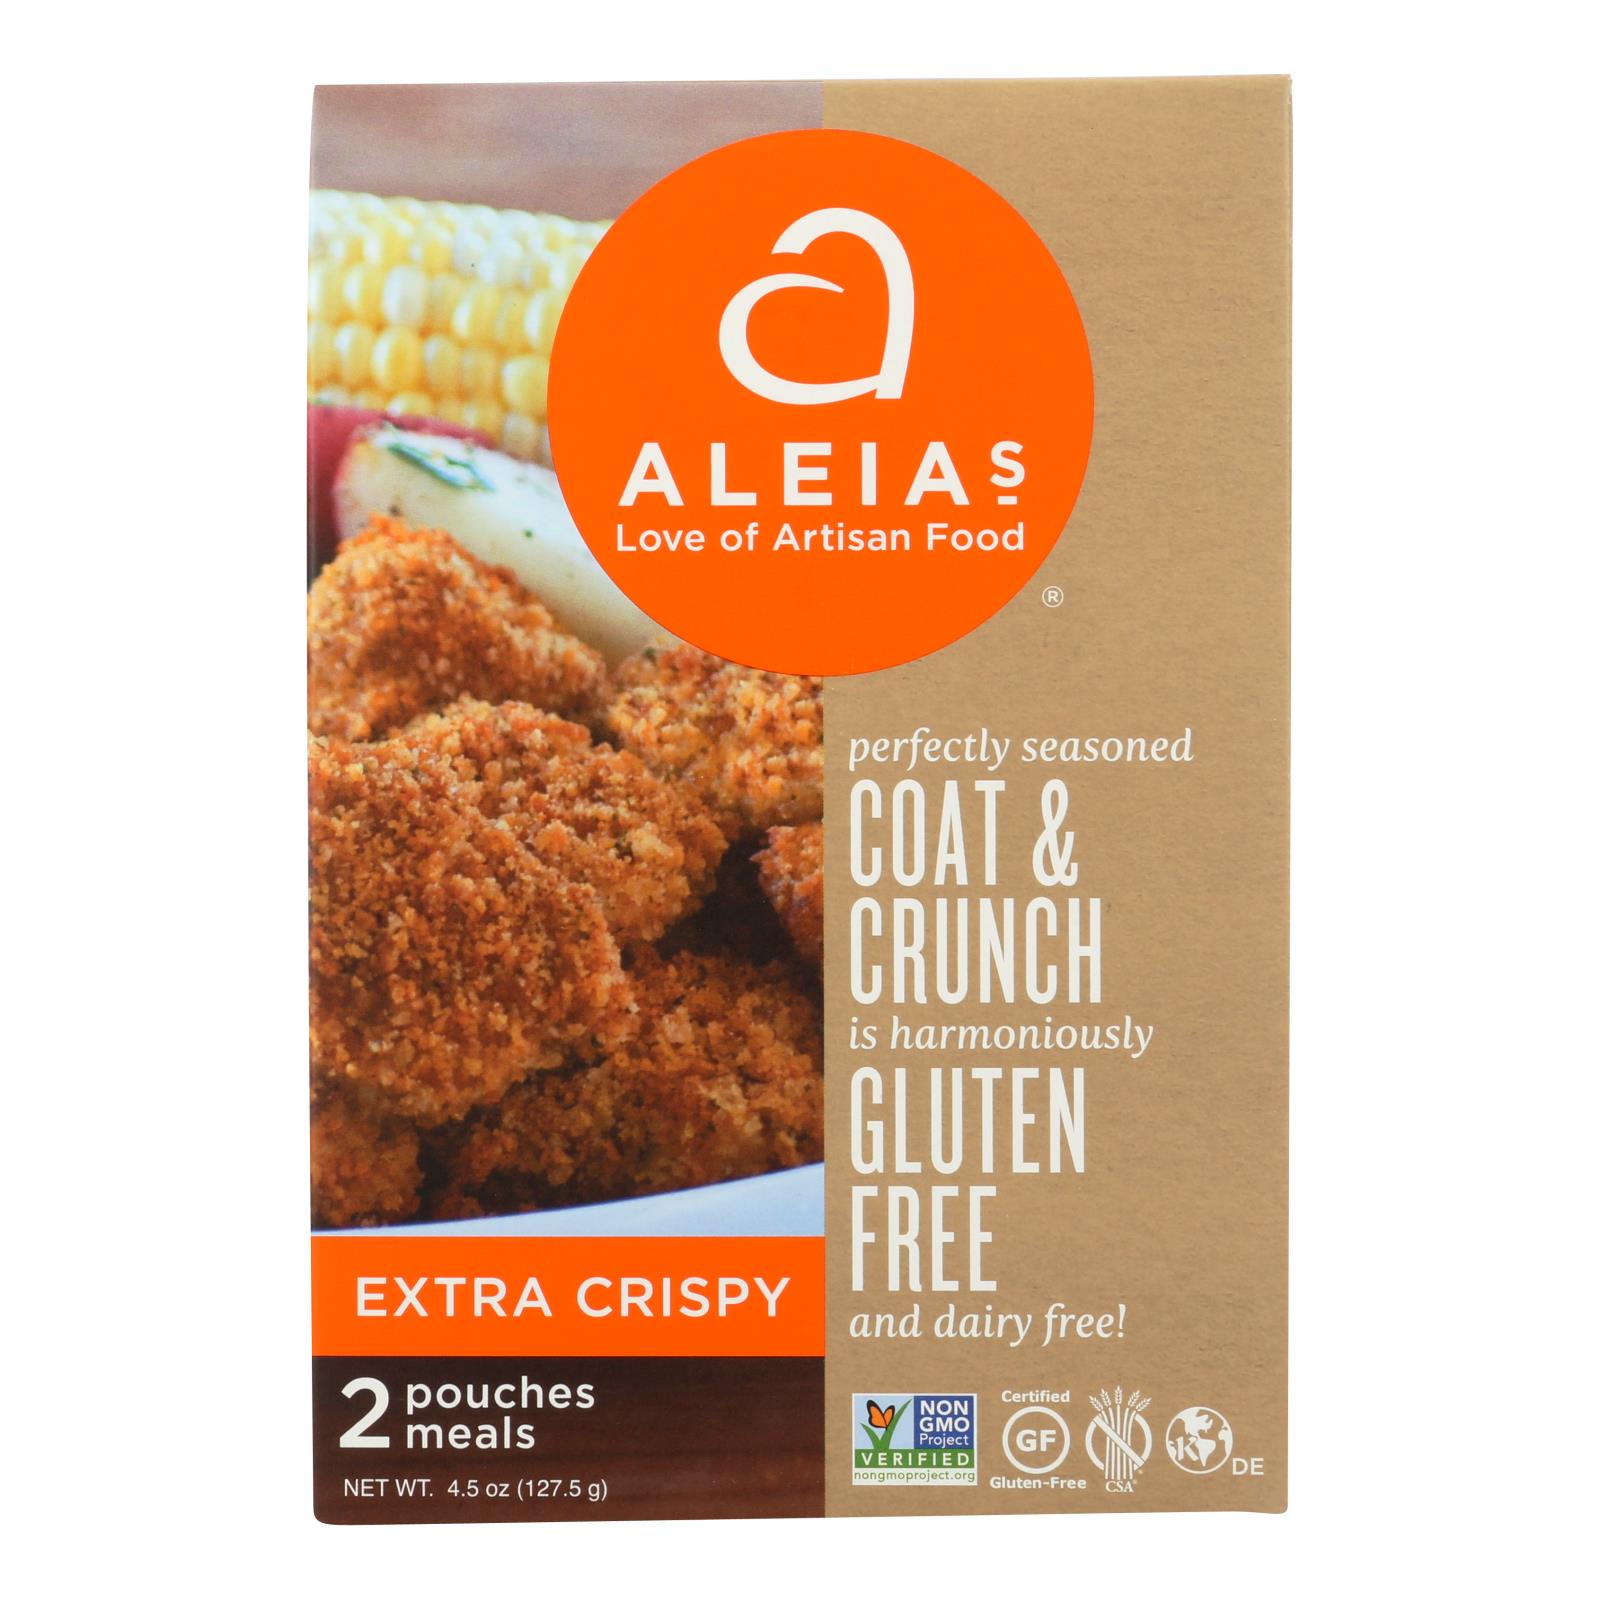 a
ALEIAS
Love of Artisan Food
®
perfectly seasoned
COAT &
CRUNCH
is harmoniously
GLUTEN
FREE
and dairy free!
EXTRA CRISPY
2 pouches
meals
NET WT. 4.5 oz (127.5 g)
NON
GMO
Project
VERIFIED
nongmoproject.org
Certified
GF
Gluten-Free
CSA
K
DE